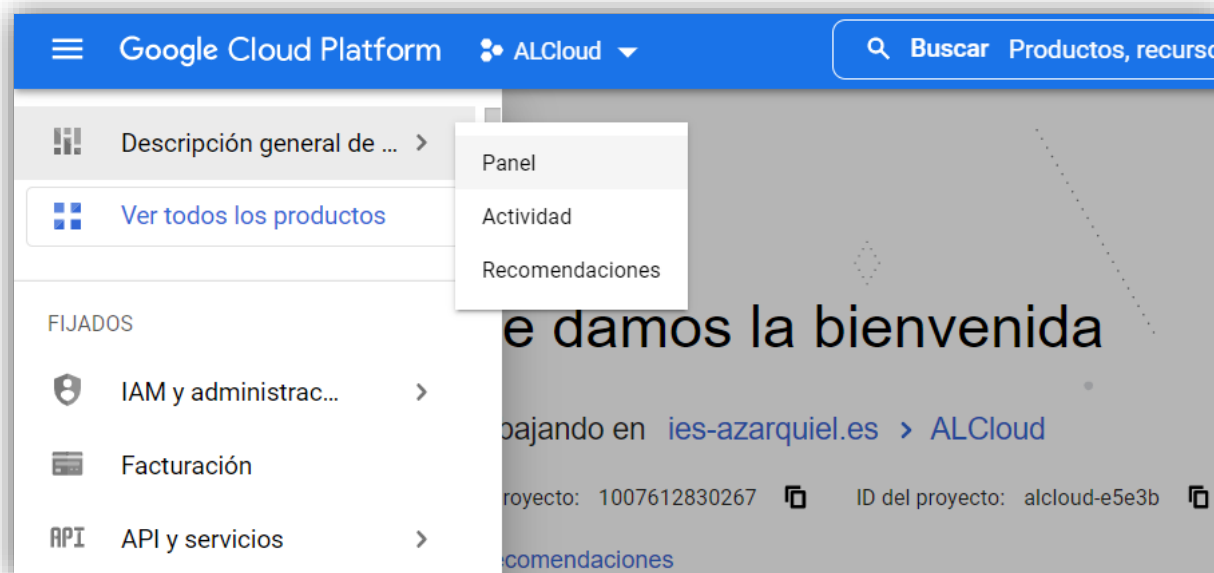 Google Cloud Platform ALCloud Buscar Productos, recurso
Descripción general de ...
Panel
Ver todos los productos
Actividad
Recomendaciones
FIJADOS
e damos la bienvenida
IAM y administrac...
bajando en ies-azarquiel.es > ALCloud
Facturación
royecto: 1007612830267 ID del proyecto: alcloud-e5e3b
API API y servicios
comendaciones